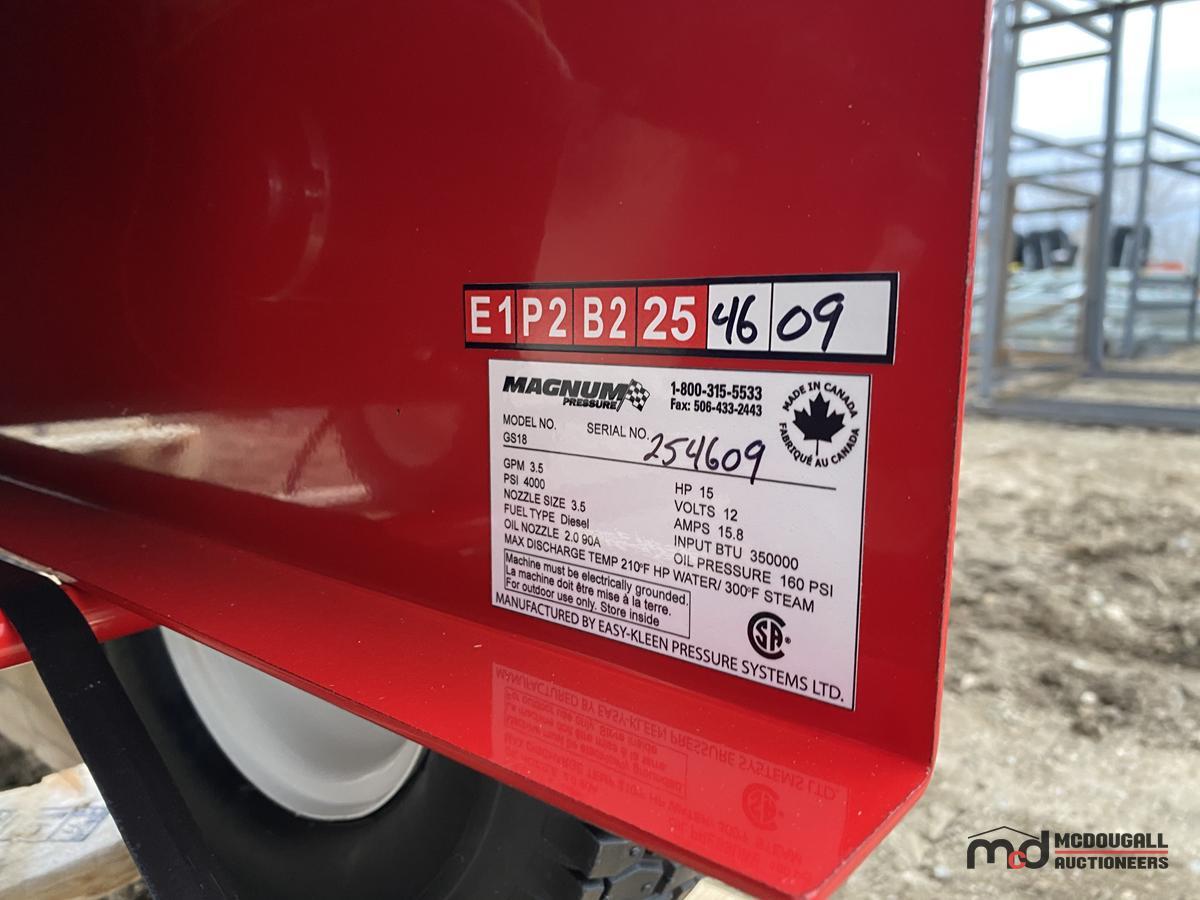 E1 P2 B2 25 46 09
MAGNUM
PRESSURE
1-800-315-5533
Fax: 506-433-2443
MADE IN CANADA
FABRIQUÉ AU CANADA
MODEL NO. SERIAL NO. 254609
GS18
GPM 3.5
PSI 4000
NOZZLE SIZE 3.5
FUEL TYPE Diesel
OIL NOZZLE 2.0 90A
HP 15
VOLTS 12
AMPS 15.8
INPUT BTU 350000
OIL PRESSURE 160 PSI
MAX DISCHARGE TEMP 210°F HP WATER/ 300°F STEAM
Machine must be electrically grounded.
La machine doit être mise à la terre.
For outdoor use only. Store inside
SA ®
MANUFACTURED BY EASY-KLEEN PRESSURE SYSTEMS LTD.
mcd MCDOUGALL
AUCTIONEERS